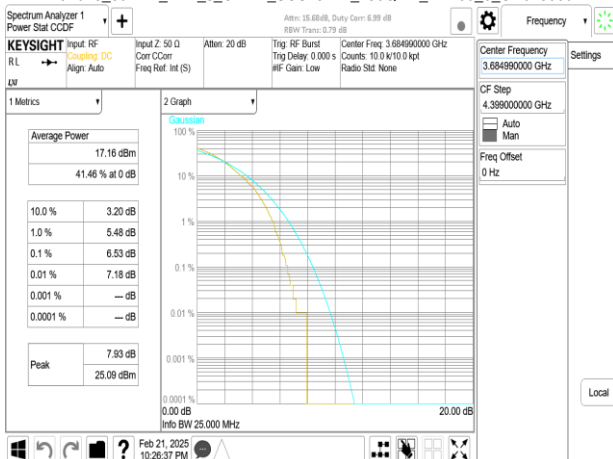 Spectrum Analyzer 1
Power Stat CCDF
Attn: 15.68dB, Duty Corr: 6.99 dB
RBW Trans: 0.79 dB
Frequency
KEYSIGHT
RL
Input: RF
Coupling: DC
Align: Auto
Input Z: 50 Ω
Corr CCorr
Freq Ref: Int (S)
Atten: 20 dB
Trig: RF Burst
Trig Delay: 0.000 s
#IF Gain: Low
Center Freq: 3.684990000 GHz
Counts: 10.0 k/10.0 kpt
Radio Std: None
LXI
Center Frequency
3.684990000 GHz
Settings
CF Step
4.399000000 GHz
Auto
Man
Freq Offset
0 Hz
Local
1 Metrics
Average Power
17.16 dBm
41.46 % at 0 dB
10.0 % 3.20 dB
1.0 % 5.48 dB
0.1 % 6.53 dB
0.01 % 7.18 dB
0.001 % --- dB
0.0001 % --- dB
Peak
7.93 dB
25.09 dBm
2 Graph
Gaussian
100 %
10 %
1 %
0.1 %
0.01 %
0.001 %
0.0001 %
0.00 dB
20.00 dB
Info BW 25.000 MHz
?
Feb 21, 2025
10:26:37 PM